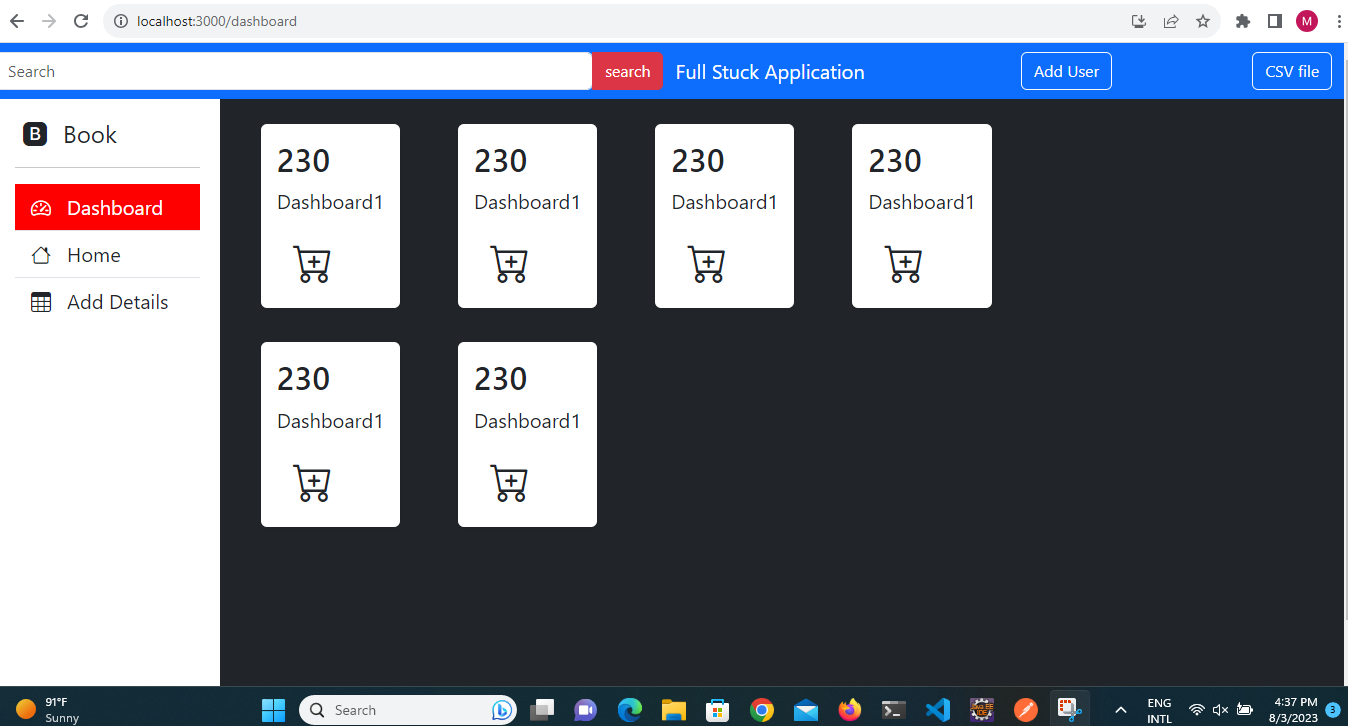 localhost:3000/dashboard
M
Search
search
Full Stuck Application
Add User
CSV file
B Book
Dashboard
Home
Add Details
230 230 230 230
Dashboard1 Dashboard1 Dashboard1 Dashboard1
230 230
Dashboard1 Dashboard1
91°F
Sunny
Search
ENG
INTL
4:37 PM
8/3/2023
3